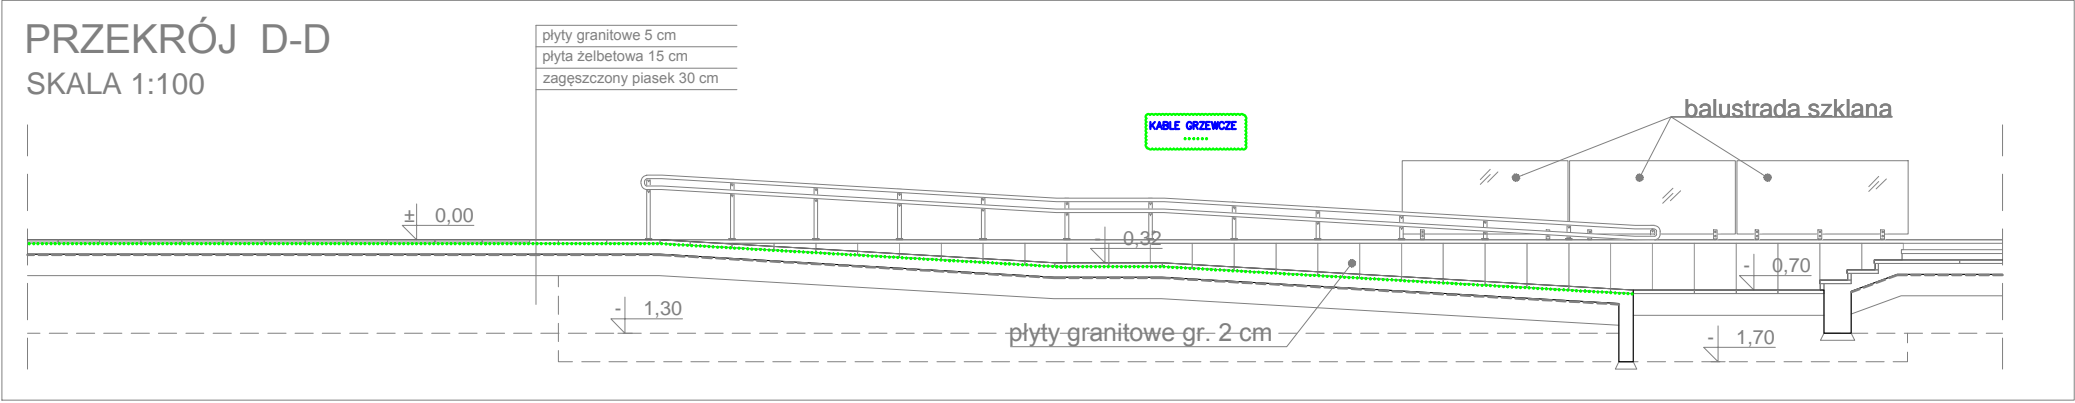 PRZEKRÓJ D-D
SKALA 1:100
płyty granitowe 5 cm
płyta żelbetowa 15 cm
zagęszczony piasek 30 cm
KABLE GRZEWCZE
balustrada szklana
± 0,00
- 0,32
- 0,70
- 1,30
płyty granitowe gr. 2 cm
- 1,70